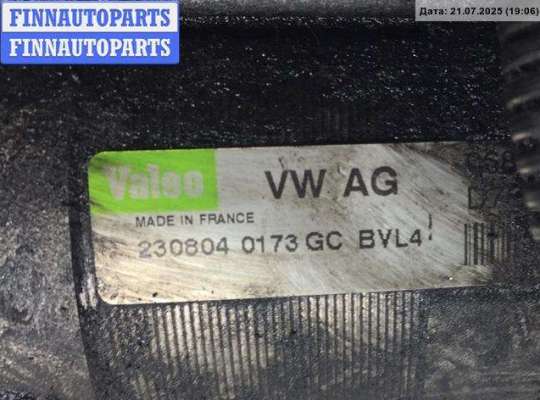 FINNAUTOPARTS
FINNAUTOPARTS
Дата: 21.07.2025 (19:06)
Valeo
VW AG
MADE IN FRANCE
230804 0173 GC BVL4